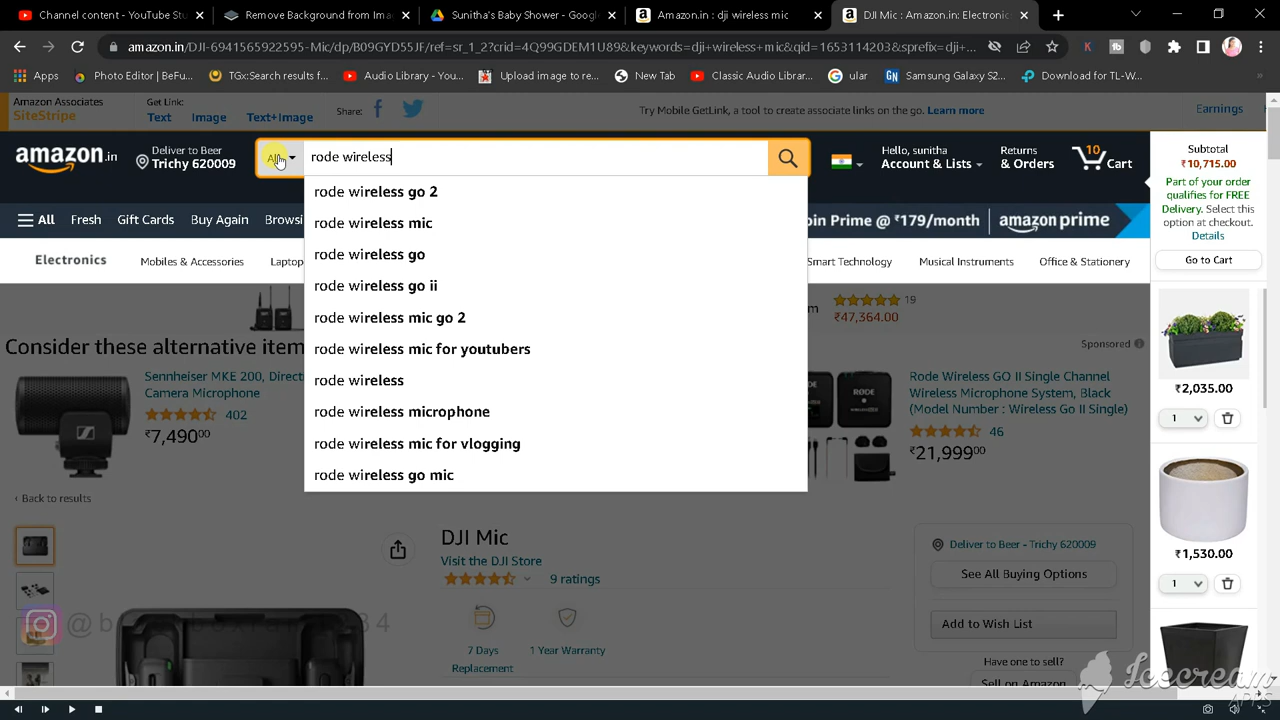 Channel content - YouTube Stu
Remove Background from Ima
Sunitha's Baby Shower - Google
Amazon.in : dji wireless mic
DJI Mic : Amazon.in: Electronics
amazon.in/DJI-6941565922595-Mic/dp/B09GYD55JF/ref=sr_1_2?crid=4Q99GDEM1U89&keywords=dji+wireless+mic&qid=1653114203&sprefix=dji+...
Apps
Photo Editor | BeFu...
TGx:Search results f...
Audio Library - You...
Upload image to re...
New Tab
Classic Audio Librar...
ular
Samsung Galaxy S2...
Download for TL-W...
Amazon Associates
SiteStripe
Get Link:
Text Image Text+Image
Share:
Try Mobile GetLink, a tool to create associate links on the go. Learn more
Earnings
amazon.in
Deliver to Beer
Trichy 620009
All
rode wireless
Hello, sunitha
Account & Lists
Returns
& Orders
10
Cart
All
Fresh
Gift Cards
Buy Again
Browsi
oin Prime @ ₹179/month
amazon prime
Electronics
Mobiles & Accessories
Laptop
Smart Technology
Musical Instruments
Office & Stationery
rode wireless go 2
rode wireless mic
rode wireless go
rode wireless go ii
rode wireless mic go 2
rode wireless mic for youtubers
rode wireless
rode wireless microphone
rode wireless mic for vlogging
rode wireless go mic
m
19
₹47,364.00
Consider these alternative item
Sponsored
Sennheiser MKE 200, Direct
Camera Microphone
402
₹7,490.00
Rode Wireless GO II Single Channel
Wireless Microphone System, Black
(Model Number : Wireless Go II Single)
46
₹21,999.00
‹ Back to results
DJI Mic
Visit the DJI Store
9 ratings
7 Days
Replacement
1 Year Warranty
Deliver to Beer - Trichy 620009
See All Buying Options
Add to Wish List
Have one to sell?
Sell on Amazon
Subtotal
₹10,715.00
Part of your order
qualifies for FREE
Delivery. Select this
option at checkout.
Details
Go to Cart
₹2,035.00
1
₹1,530.00
1
Icecream
APPS